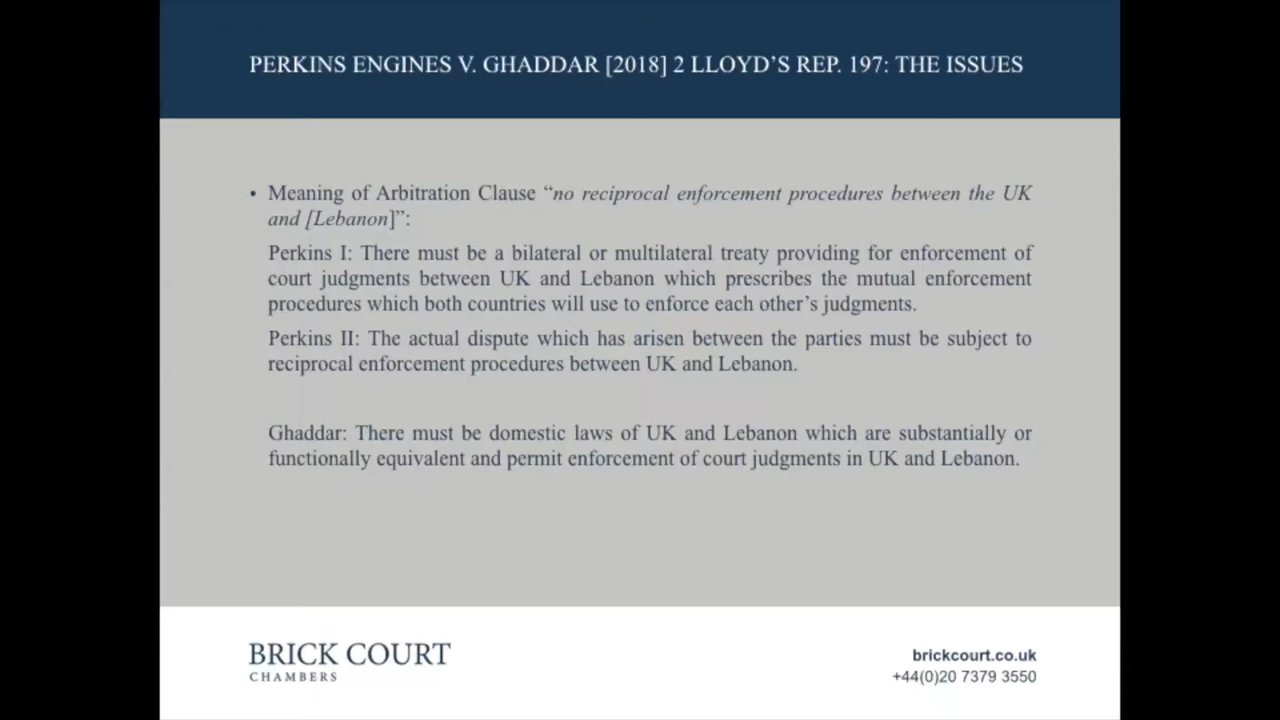 PERKINS ENGINES V. GHADDAR [2018] 2 LLOYD’S REP. 197: THE ISSUES
• Meaning of Arbitration Clause “no reciprocal enforcement procedures between the UK
and [Lebanon]”:
Perkins I: There must be a bilateral or multilateral treaty providing for enforcement of
court judgments between UK and Lebanon which prescribes the mutual enforcement
procedures which both countries will use to enforce each other’s judgments.
Perkins II: The actual dispute which has arisen between the parties must be subject to
reciprocal enforcement procedures between UK and Lebanon.
Ghaddar: There must be domestic laws of UK and Lebanon which are substantially or
functionally equivalent and permit enforcement of court judgments in UK and Lebanon.
BRICK COURT
CHAMBERS
brickcourt.co.uk
+44(0)20 7379 3550